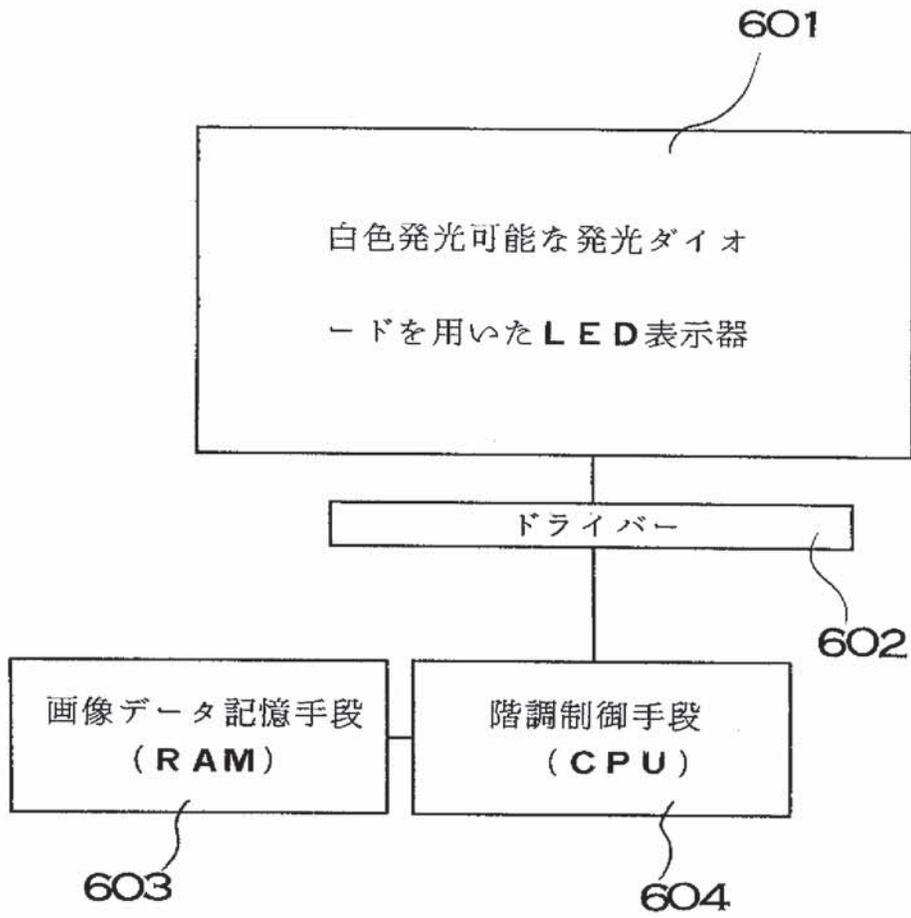 601
白色発光可能な発光ダイオ
ードを用いたLED表示器
ドライバー
602
画像データ記憶手段
(RAM)
階調制御手段
(CPU)
603
604